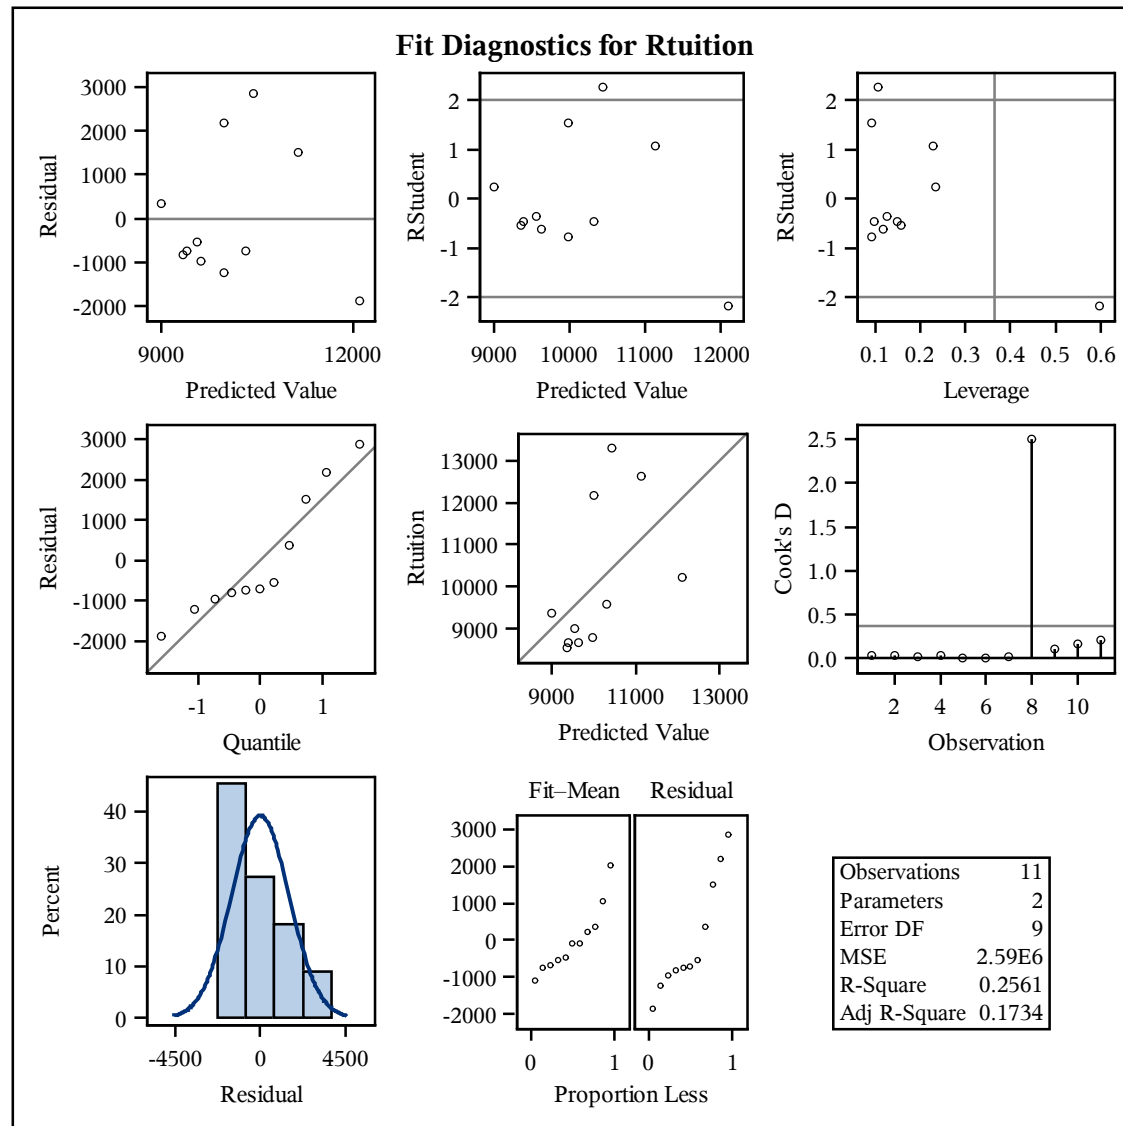 Fit Diagnostics for Rtuition
3000
2000
1000
0
-1000
-2000
Residual
9000 12000
Predicted Value
2
1
0
-1
-2
RStudent
9000 10000 11000 12000
Predicted Value
2
1
0
-1
-2
RStudent
0.1 0.2 0.3 0.4 0.5 0.6
Leverage
3000
2000
1000
0
-1000
-2000
Residual
-1 0 1
Quantile
13000
12000
11000
10000
9000
Rtuition
9000 11000 13000
Predicted Value
2.5
2.0
1.5
1.0
0.5
0.0
Cook's D
2 4 6 8 10
Observation
40
30
20
10
0
Percent
-4500 0 4500
Residual
Fit–Mean Residual
3000
2000
1000
0
-1000
-2000
0 1 0 1
Proportion Less
Observations 11
Parameters 2
Error DF 9
MSE 2.59E6
R-Square 0.2561
Adj R-Square 0.1734